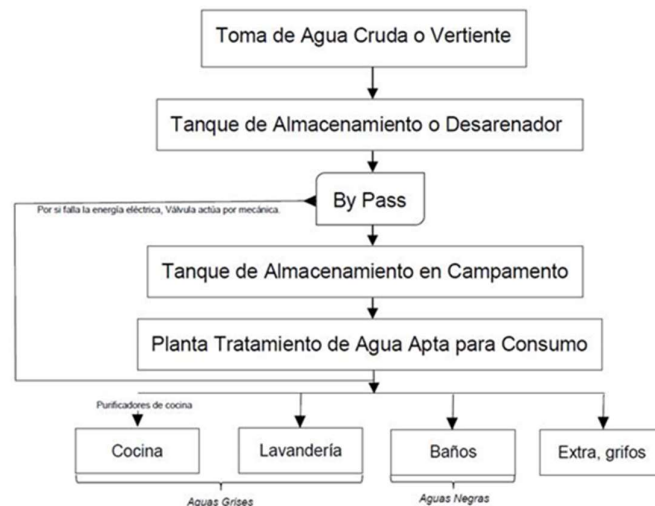 Toma de Agua Cruda o Vertiente
Tanque de Almacenamiento o Desarenador
By Pass
Por si falla la energía eléctrica, Válvula actúa por mecánica.
Tanque de Almacenamiento en Campamento
Planta Tratamiento de Agua Apta para Consumo
Purificadores de cocina
Cocina
Lavandería
Baños
Extra, grifos
Aguas Grises
Aguas Negras